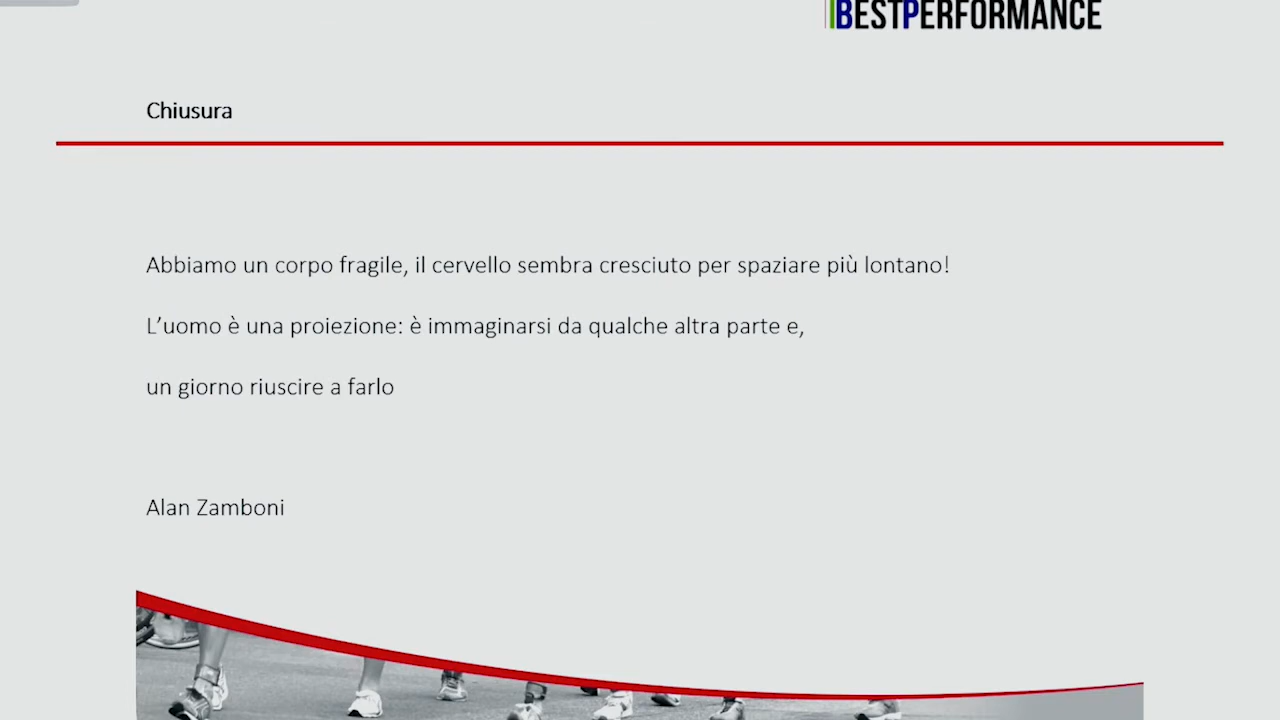 BESTPERFORMANCE
Chiusura
Abbiamo un corpo fragile, il cervello sembra cresciuto per spaziare più lontano!
L’uomo è una proiezione: è immaginarsi da qualche altra parte e,
un giorno riuscire a farlo
Alan Zamboni